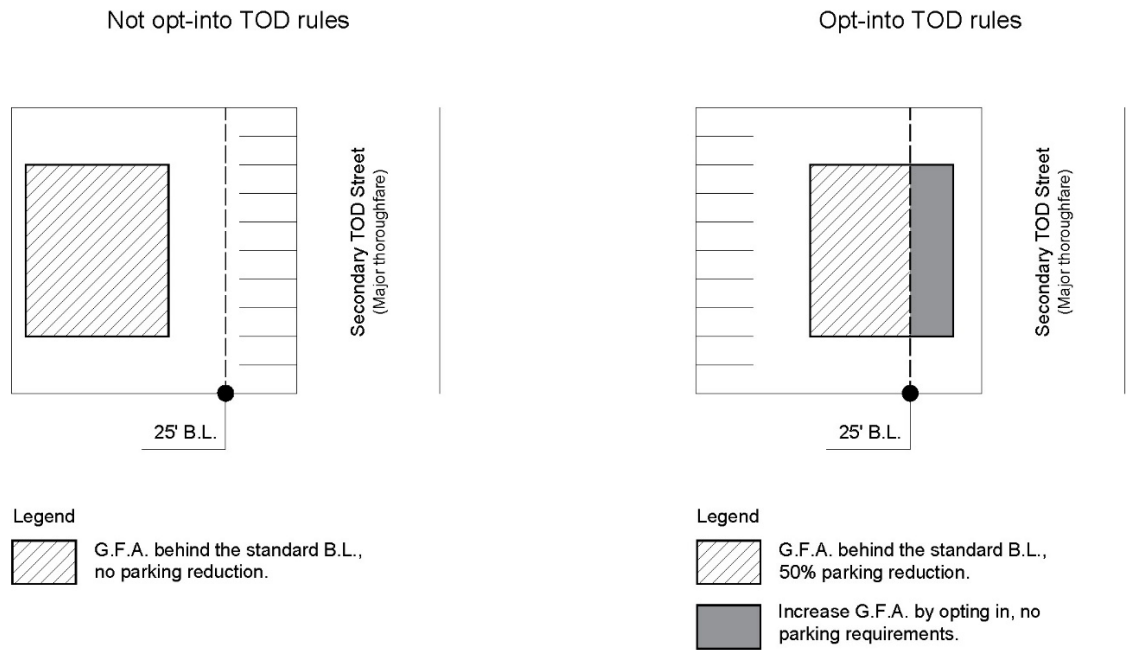 Not opt-into TOD rules
Secondary TOD Street
(Major thoroughfare)
25' B.L.
Legend
G.F.A. behind the standard B.L.,
no parking reduction.
Opt-into TOD rules
Secondary TOD Street
(Major thoroughfare)
25' B.L.
Legend
G.F.A. behind the standard B.L.,
50% parking reduction.
Increase G.F.A. by opting in, no
parking requirements.